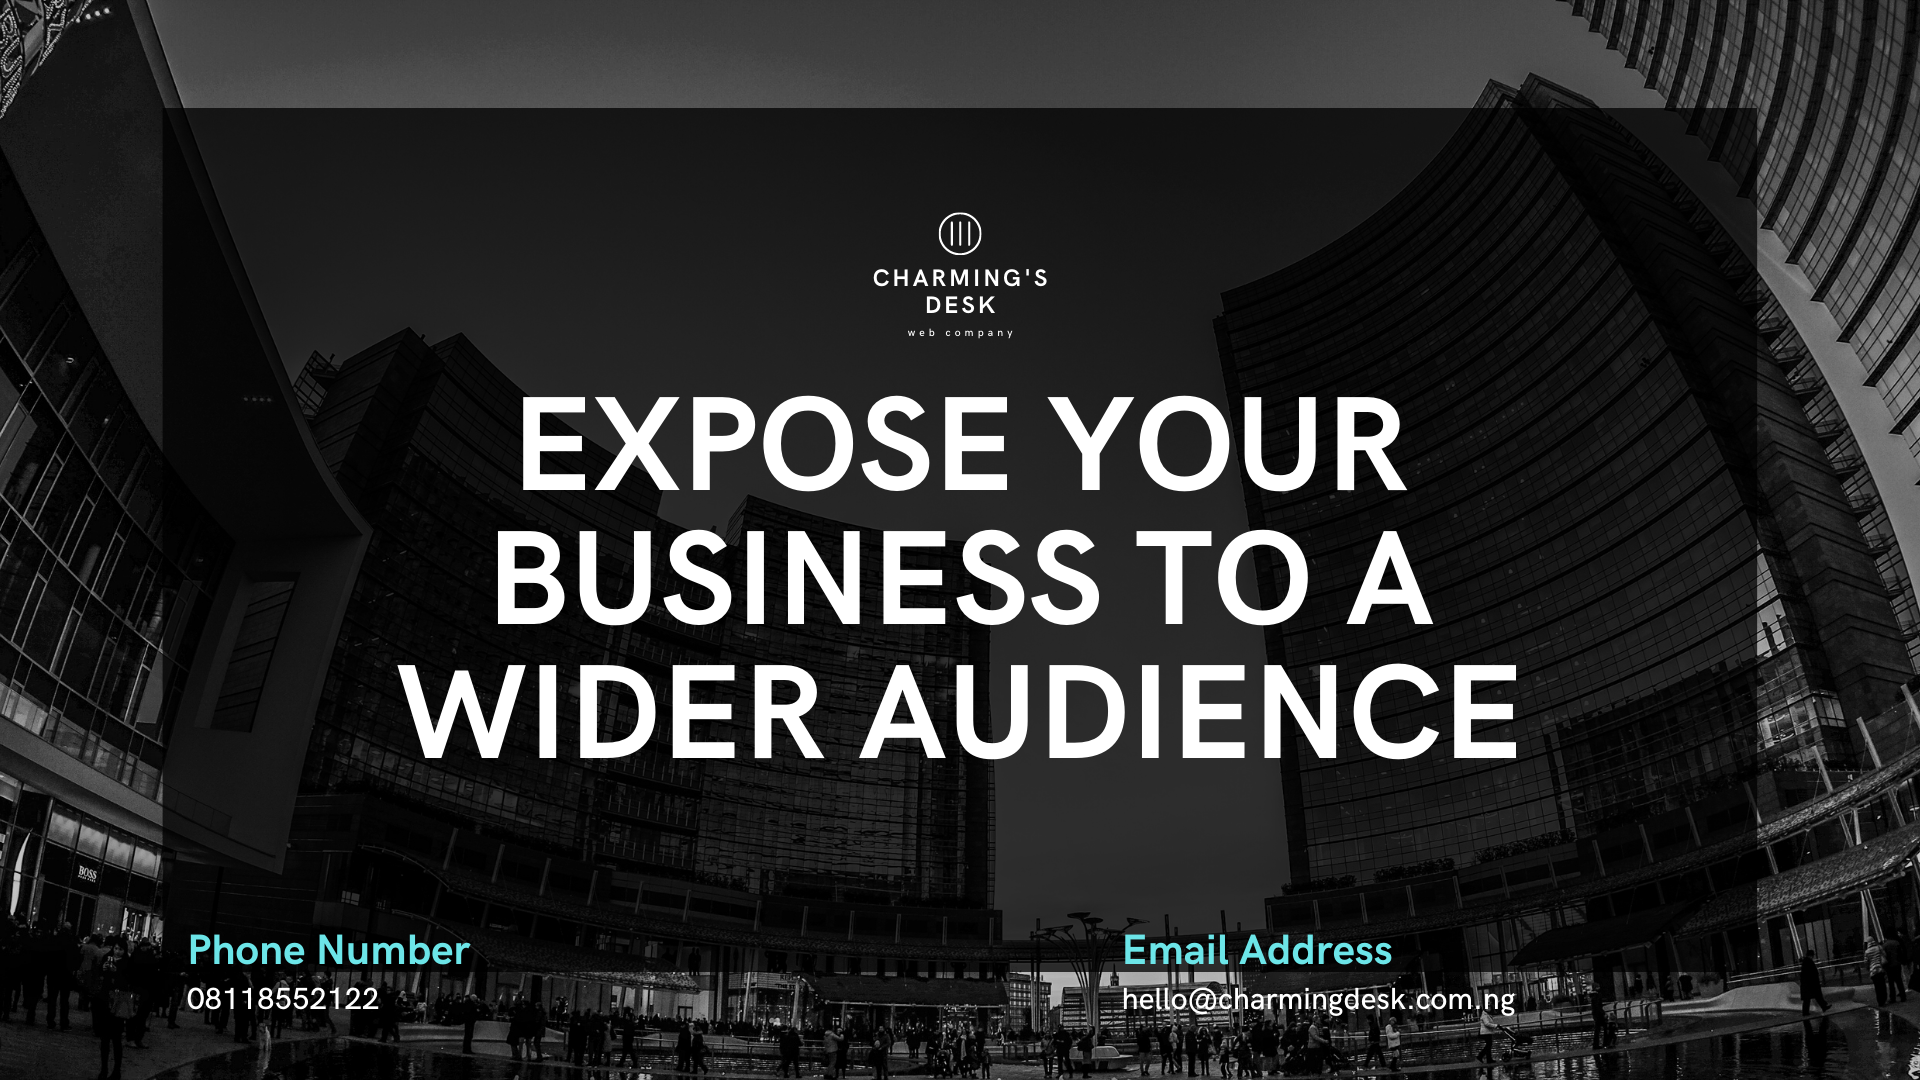 CHARMING'S
DESK
web company
EXPOSE YOUR
BUSINESS TO A
WIDER AUDIENCE
BOSS
Phone Number
08118552122
Email Address
hello@charmingdesk.com.ng